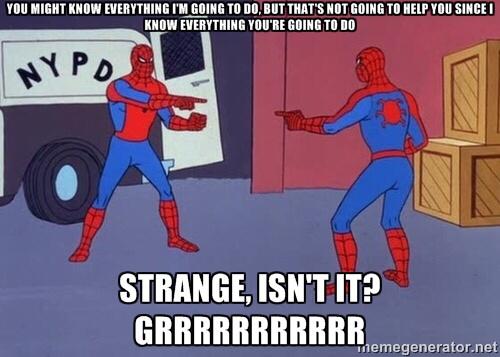 YOU MIGHT KNOW EVERYTHING I'M GOING TO DO, BUT THAT'S NOT GOING TO HELP YOU SINCE I
KNOW EVERYTHING YOU'RE GOING TO DO
NYPD
STRANGE, ISN'T IT?
GRRRRRRRRRRR
memegenerator.net